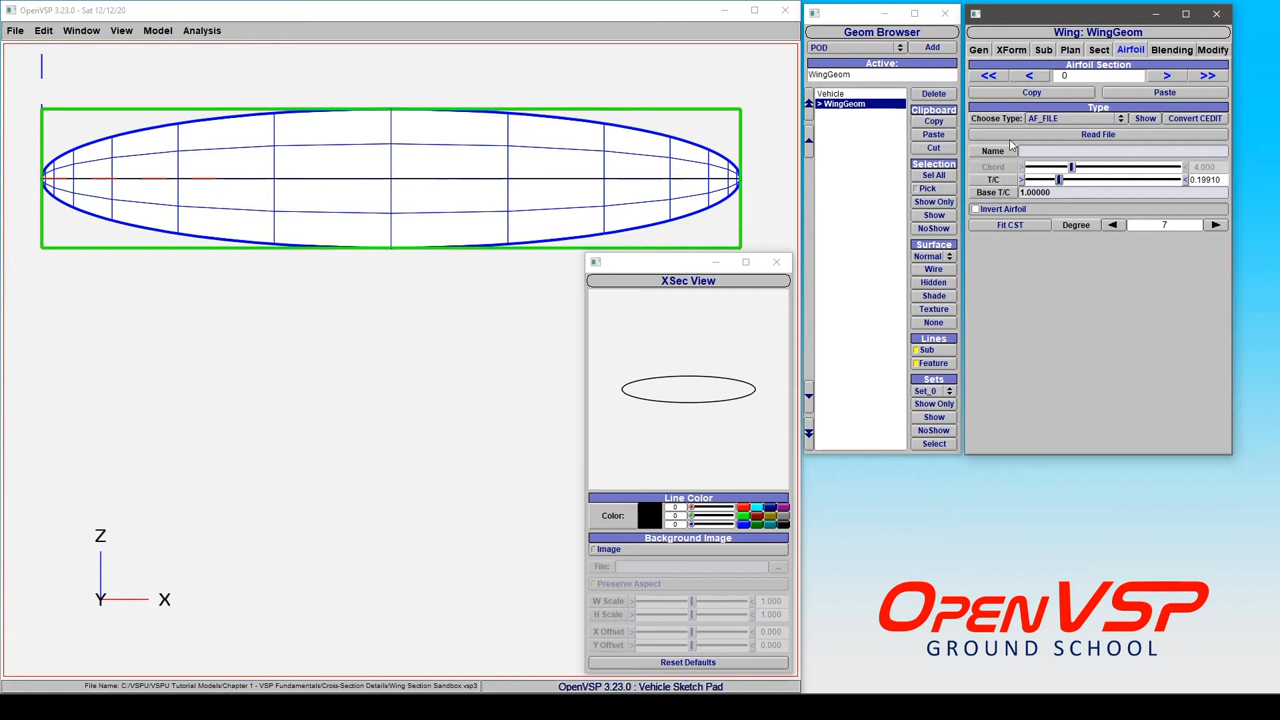 OpenVSP 3.23.0 - Sat 12/12/20
File Edit Window View Model Analysis
Z
Y X
File Name: C:/VSPU/VSPU Tutorial Models/Chapter 1 - VSP Fundamentals/Cross-Section Details/Wing Section Sandbox.vsp3
OpenVSP 3.23.0: Vehicle Sketch Pad
XSec View
Line Color
Color:
0
0
0
Background Image
Image
File: ...
Preserve Aspect
W Scale > < 1.000
H Scale > < 1.000
X Offset > < 0.000
Y Offset > < 0.000
Reset Defaults
Geom Browser
POD Add
Active:
WingGeom
Vehicle
> WingGeom
Delete
Clipboard
Copy
Paste
Cut
Selection
Sel All
Pick
Show Only
Show
NoShow
Surface
Normal
Wire
Hidden
Shade
Texture
None
Lines
Sub
Feature
Sets
Set_0
Show Only
Show
NoShow
Select
Wing: WingGeom
Gen XForm Sub Plan Sect Airfoil Blending Modify
Airfoil Section
<< < 0 > >>
Copy Paste
Type
Choose Type: AF_FILE Show Convert CEDIT
Read File
Name
Chord > < 4.000
T/C > < 0.19910
Base T/C 1.00000
Invert Airfoil
Fit CST Degree 7
OPENVSP
GROUND SCHOOL